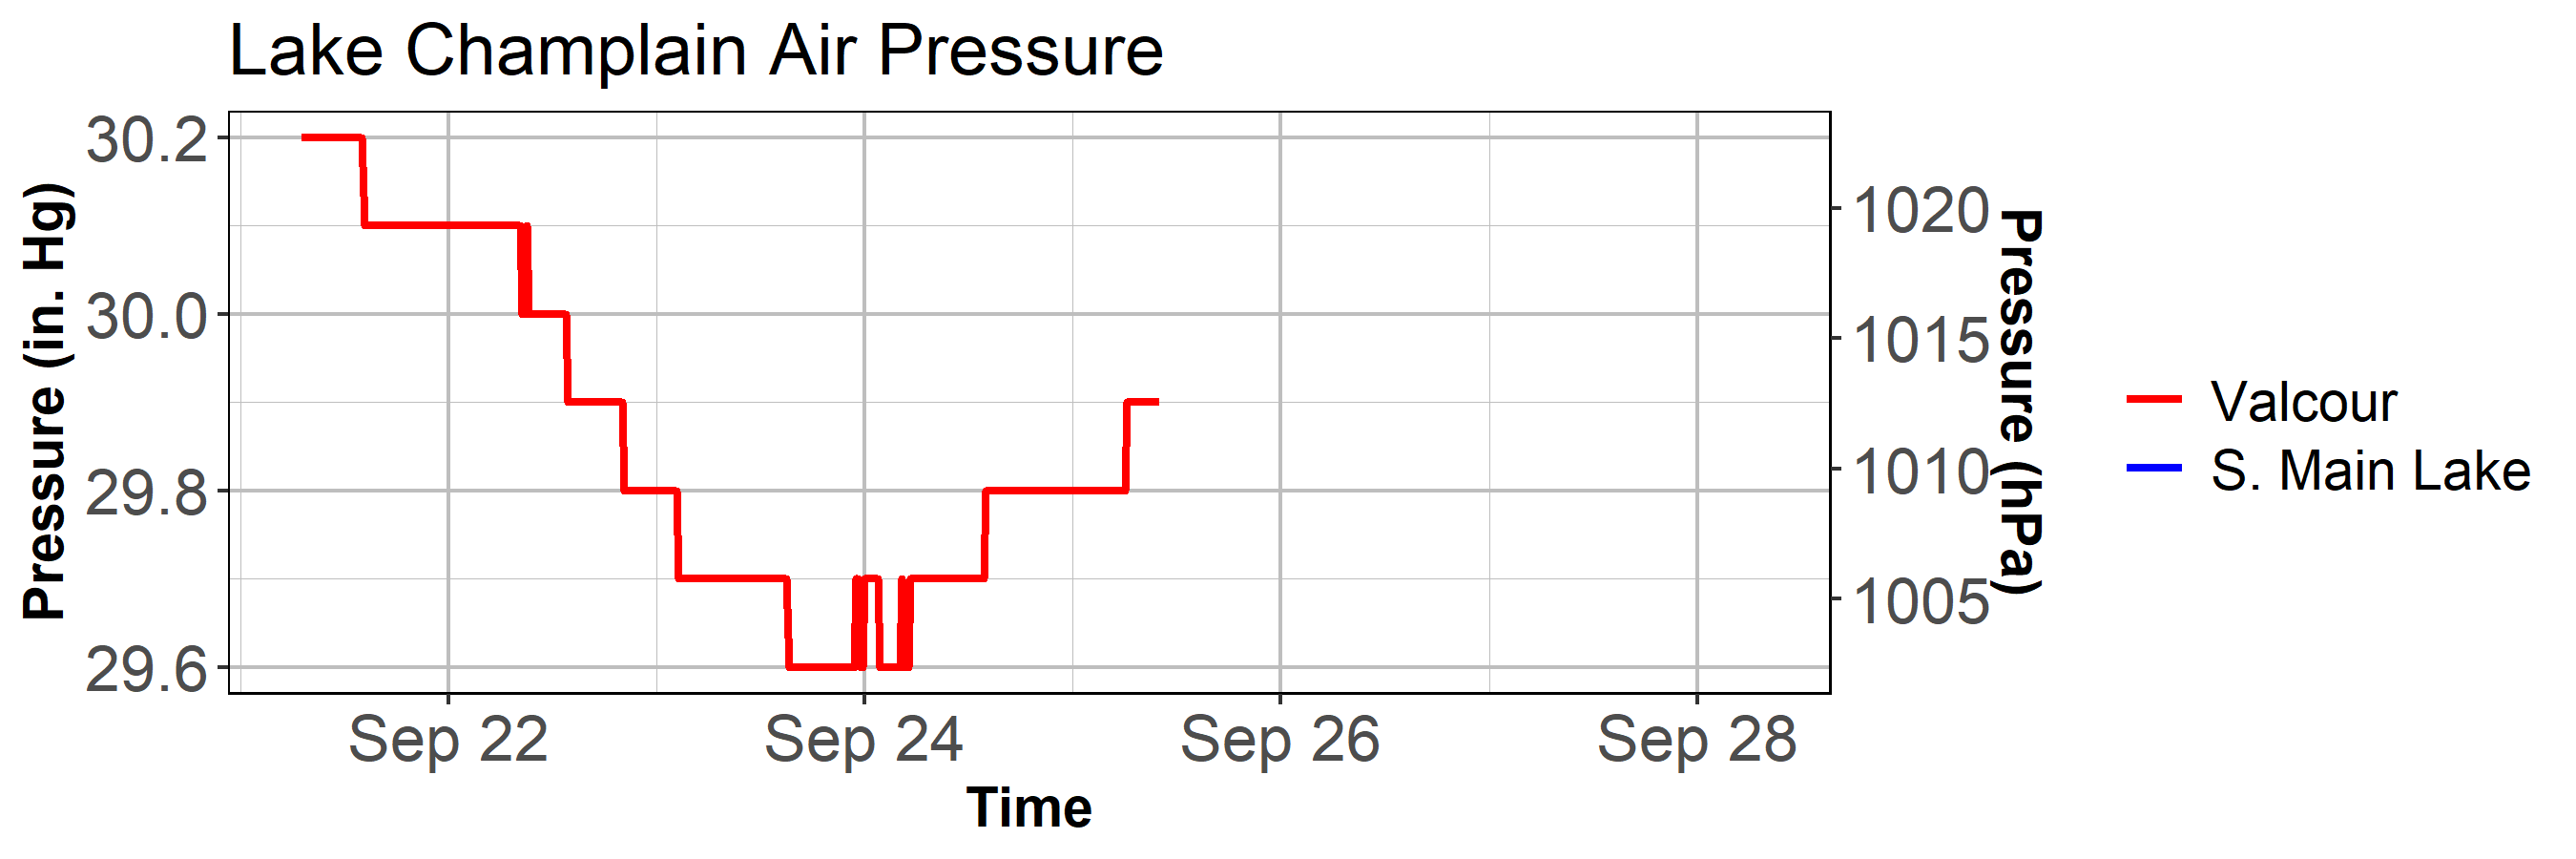 Lake Champlain Air Pressure
Pressure (in. Hg)
30.2
30.0
29.8
29.6
Sep 22
Sep 24
Sep 26
Sep 28
Time
1020
1015
1010
1005
Pressure (hPa)
Valcour
S. Main Lake